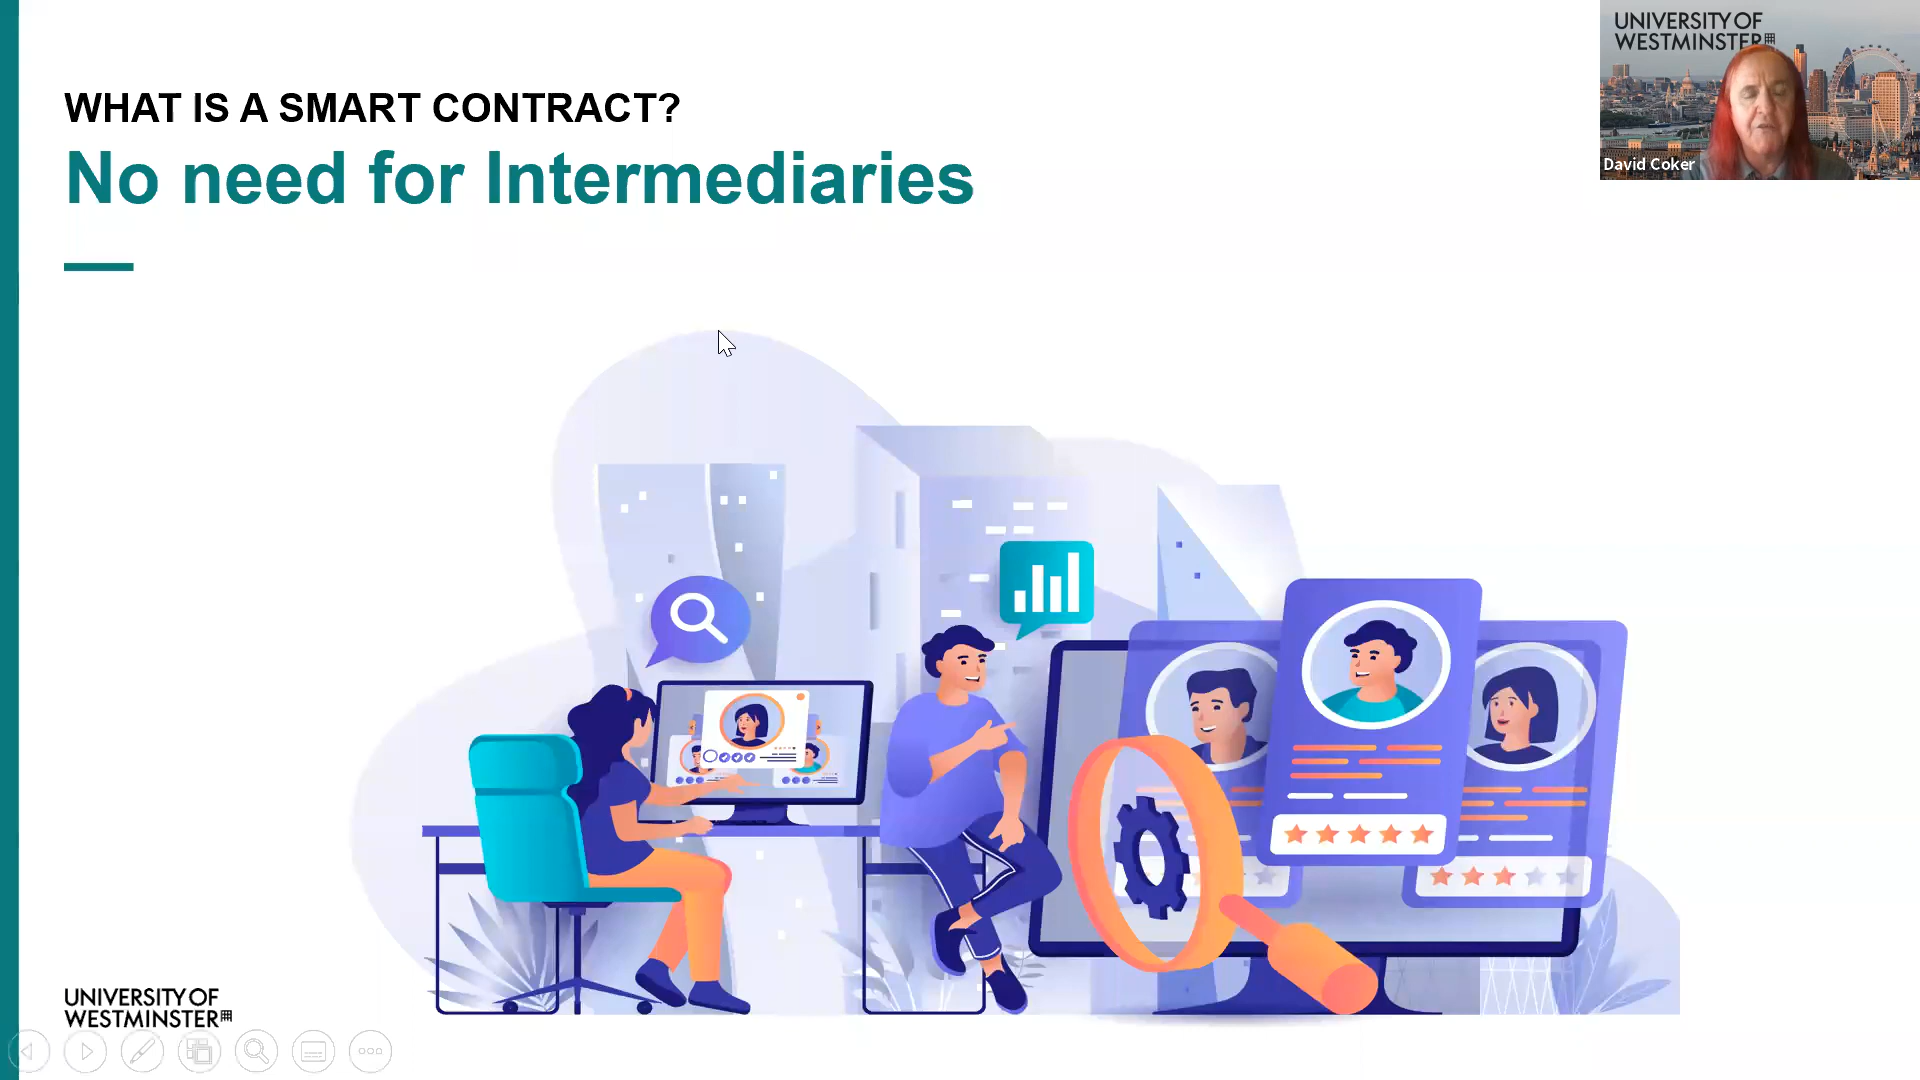 WHAT IS A SMART CONTRACT?
No need for Intermediaries
UNIVERSITY OF
WESTMINSTER
David Coker
UNIVERSITY OF
WESTMINSTER